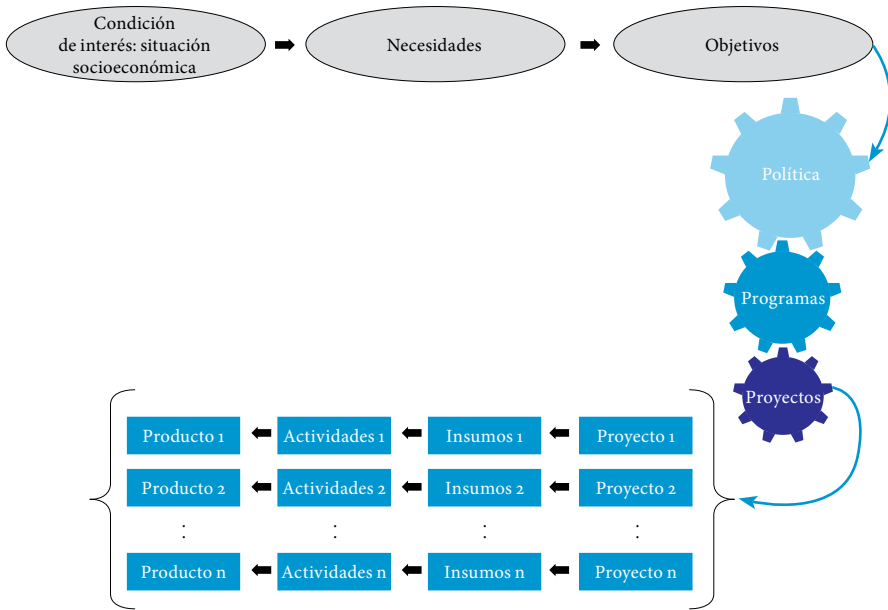 Condición
de interés: situación
socioeconómica
Necesidades
Objetivos
Política
Programas
Proyectos
Producto 1
Actividades 1
Insumos 1
Proyecto 1
Producto 2
Actividades 2
Insumos 2
Proyecto 2
:
:
:
:
Producto n
Actividades n
Insumos n
Proyecto n